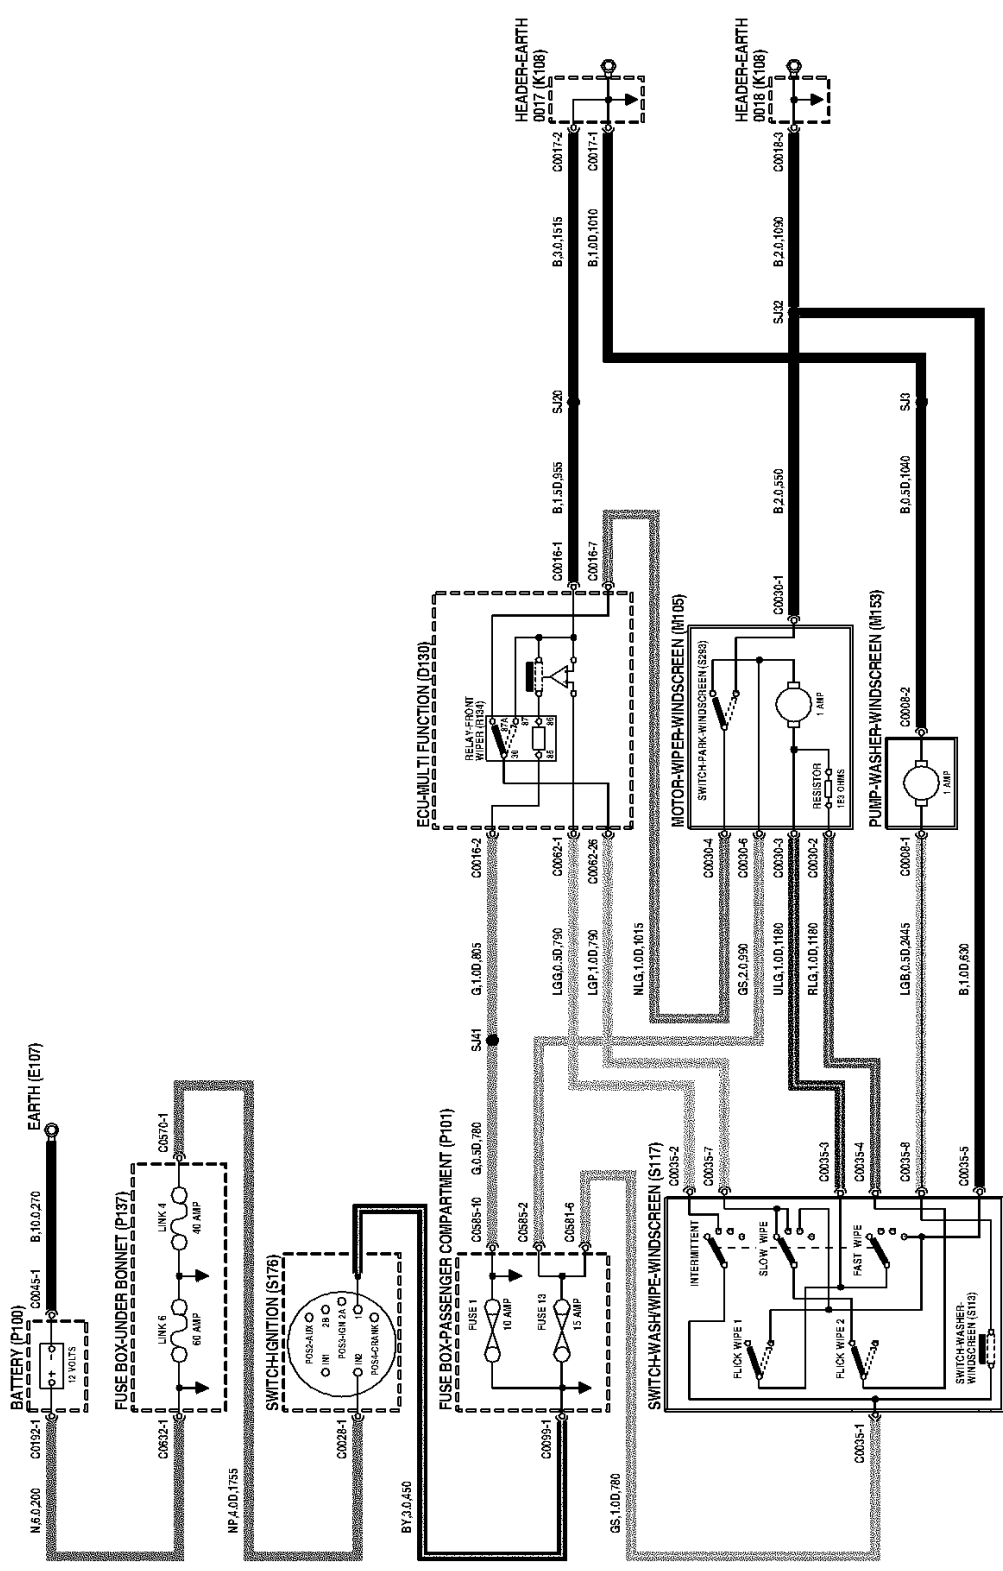 HEADER-EARTH
0017 (K108)
HEADER-EARTH
0018 (K108)
C0017-2
C0017-1
C0018-3
B,3.0,1515
B,1.0D,1010
B,2.0,1090
SJ32
SJ20
SJ3
B,1.5D,955
B,2.0,550
B,0.5D,1040
C0016-1
C0016-7
C0030-1
C0008-2
ECU-MULTI FUNCTION (D130)
RELAY-FRONT
WIPER (R134)
30
87A
87
86
85
MOTOR-WIPER-WINDSCREEN (M105)
SWITCH-PARK-WINDSCREEN (S293)
1 AMP
RESISTOR
1E3 OHMS
PUMP-WASHER-WINDSCREEN (M153)
1 AMP
C0016-2
C0062-1
C0062-26
C0030-4
C0030-6
C0030-3
C0030-2
C0008-1
G,1.0D,805
LGG,0.5D,790
LGP,1.0D,790
NLG,1.0D,1015
GS,2.0,990
ULG,1.0D,1180
RLG,1.0D,1180
LGB,0.5D,2445
B,1.0D,630
SJ41
G,0.5D,780
EARTH (E107)
B,10.0,270
C0045-1
BATTERY (P100)
+
-
12 VOLTS
C0192-1
N,6.0,200
C0570-1
FUSE BOX-UNDER BONNET (P137)
LINK 4
40 AMP
LINK 6
60 AMP
C0632-1
NP,4.0D,1755
SWITCH-IGNITION (S176)
POS2-AUX
2B
POS3-IGN 2A
1
IN1
IN2
POS4-CRANK
C0028-1
BY,3.0,450
FUSE BOX-PASSENGER COMPARTMENT (P101)
C0585-10
C0585-2
C0581-6
FUSE 1
10 AMP
FUSE 13
15 AMP
C0099-1
GS,1.0D,780
SWITCH-WASH/WIPE-WINDSCREEN (S117)
C0035-2
C0035-7
C0035-3
C0035-4
C0035-8
C0035-5
INTERMITTENT
SLOW WIPE
FAST WIPE
FLICK WIPE 1
FLICK WIPE 2
SWITCH-WASHER-
WINDSCREEN (S113)
C0035-1